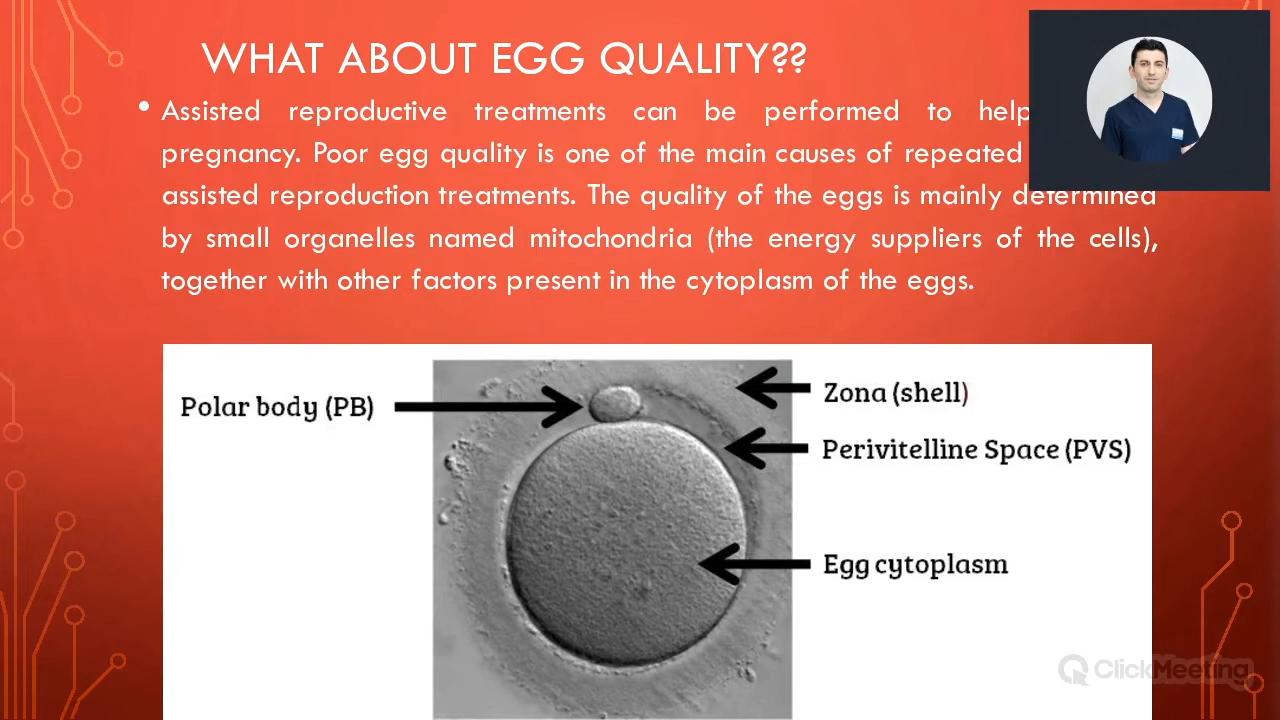 WHAT ABOUT EGG QUALITY??
• Assisted reproductive treatments can be performed to help
pregnancy. Poor egg quality is one of the main causes of repeated
assisted reproduction treatments. The quality of the eggs is mainly determined
by small organelles named mitochondria (the energy suppliers of the cells),
together with other factors present in the cytoplasm of the eggs.
Polar body (PB)
Zona (shell)
Perivitelline Space (PVS)
Egg cytoplasm
ClickMeeting